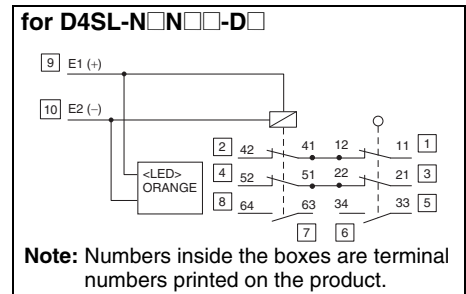 for D4SL-N□N□□-D□
9 E1 (+)
10 E2 (−)
2 42 41 12 11 1
<LED> 4 52 51 22 21 3
ORANGE
8 64 63 34 33 5
7 6
Note: Numbers inside the boxes are terminal
numbers printed on the product.